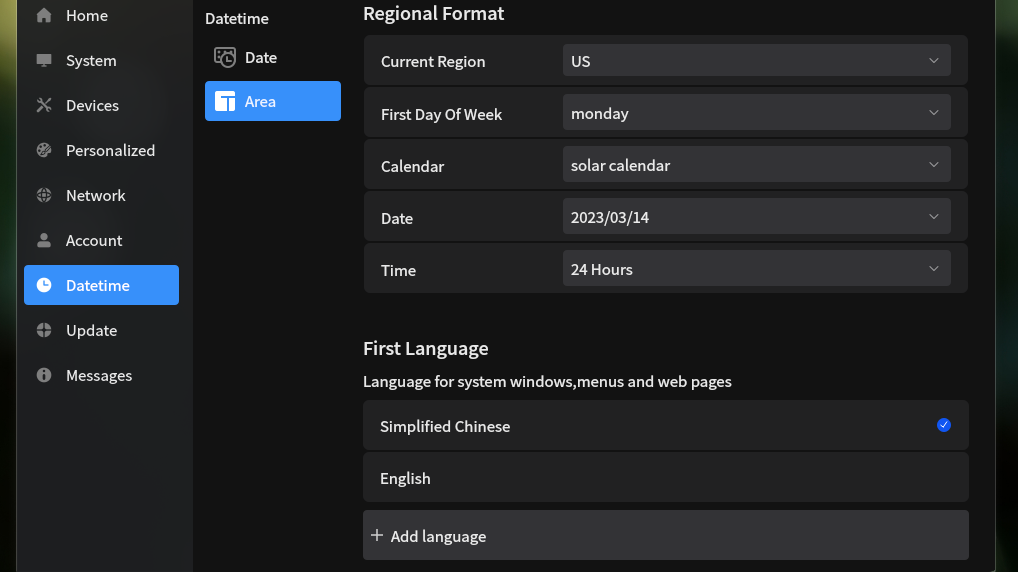 Home
System
Devices
Personalized
Network
Account
Datetime
Update
Messages
Datetime
Date
Area
Regional Format
Current Region US
First Day Of Week monday
Calendar solar calendar
Date 2023/03/14
Time 24 Hours
First Language
Language for system windows,menus and web pages
Simplified Chinese
English
+ Add language